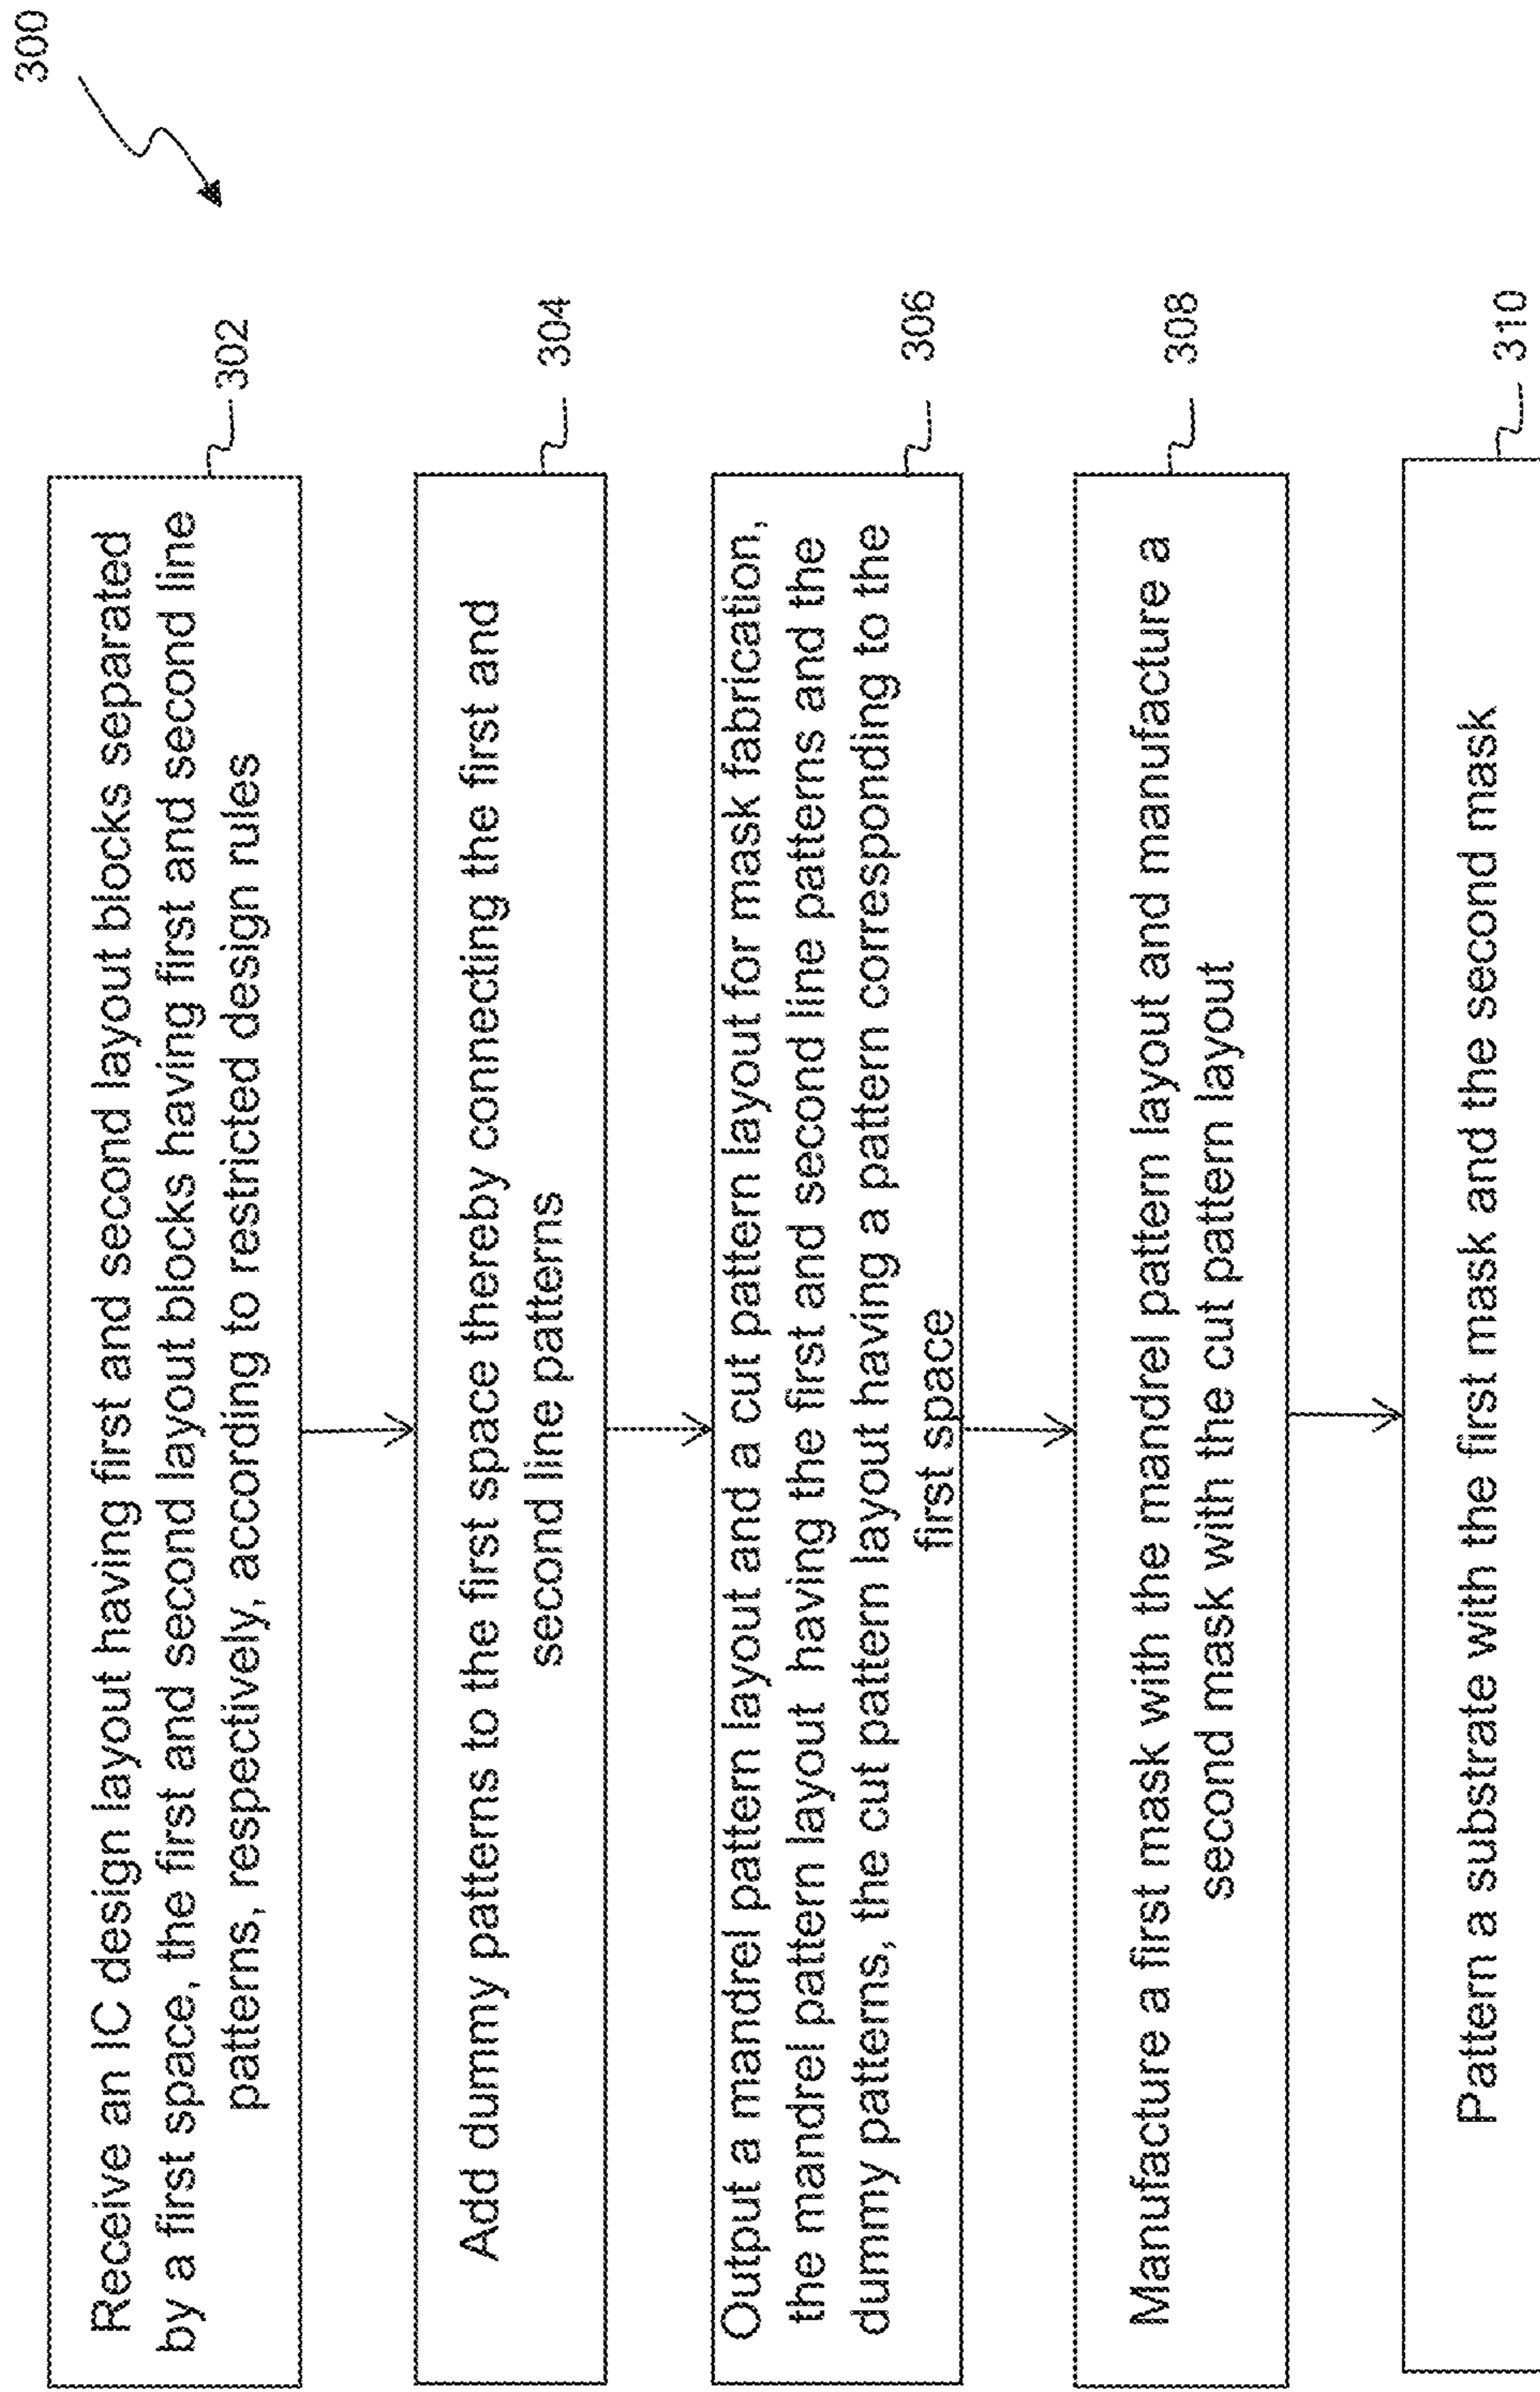 300
Receive an IC design layout having first and second layout blocks separated
by a first space, the first and second layout blocks having first and second line
patterns, respectively, according to restricted design rules
302
Add dummy patterns to the first space thereby connecting the first and
second line patterns
304
Output a mandrel pattern layout and a cut pattern layout for mask fabrication,
the mandrel pattern layout having the first and second line patterns and the
dummy patterns, the cut pattern layout having a pattern corresponding to the
first space
306
Manufacture a first mask with the mandrel pattern layout and manufacture a
second mask with the cut pattern layout
308
Pattern a substrate with the first mask and the second mask
310